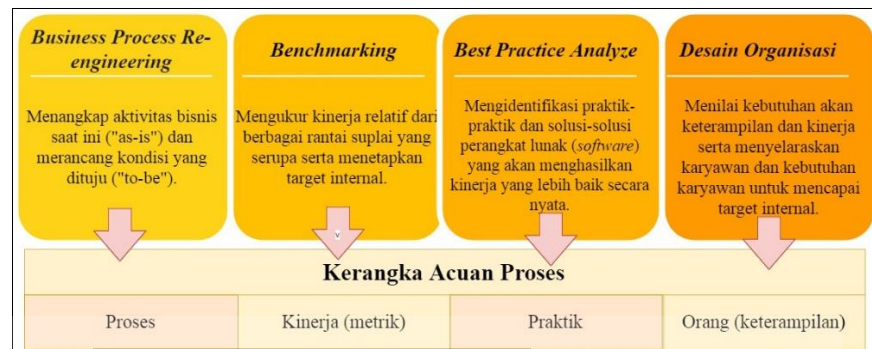 Business Process Re-
engineering
Menangkap aktivitas bisnis
saat ini ("as-is") dan
merancang kondisi yang
dituju ("to-be").
Benchmarking
Mengukur kinerja relatif dari
berbagai rantai suplai yang
serupa serta menetapkan
target internal.
Best Practice Analyze
Mengidentifikasi praktik-
praktik dan solusi-solusi
perangkat lunak (software)
yang akan menghasilkan
kinerja yang lebih baik secara
nyata.
Desain Organisasi
Menilai kebutuhan akan
keterampilan dan kinerja
serta menyelaraskan
karyawan dan kebutuhan
karyawan untuk mencapai
target internal.
Kerangka Acuan Proses
Proses
Kinerja (metrik)
Praktik
Orang (keterampilan)